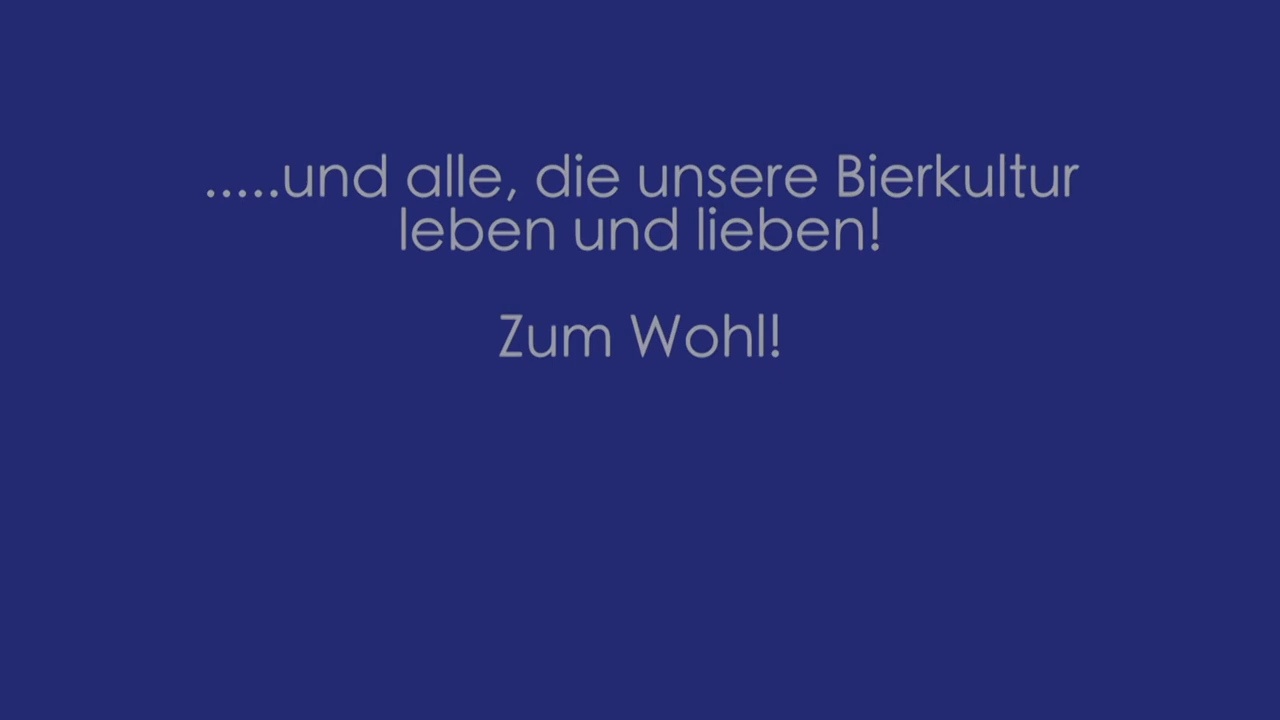 .....und alle, die unsere Bierkultur
leben und lieben!
Zum Wohl!